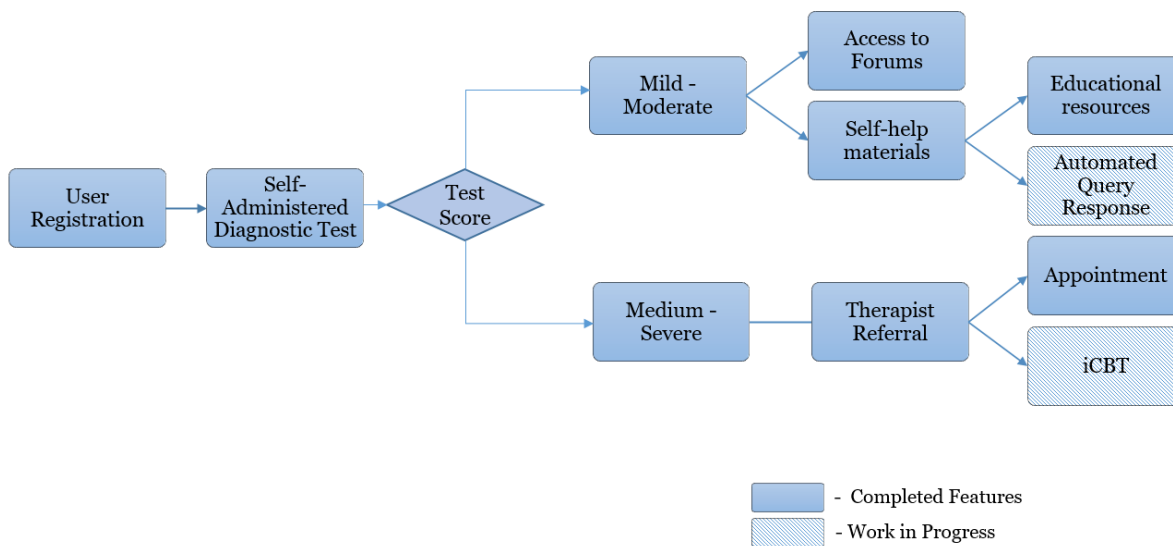 User
Registration
Self-
Administered
Diagnostic Test
Test
Score
Mild -
Moderate
Access to
Forums
Self-help
materials
Educational
resources
Automated
Query
Response
Medium -
Severe
Therapist
Referral
Appointment
iCBT
- Completed Features
- Work in Progress